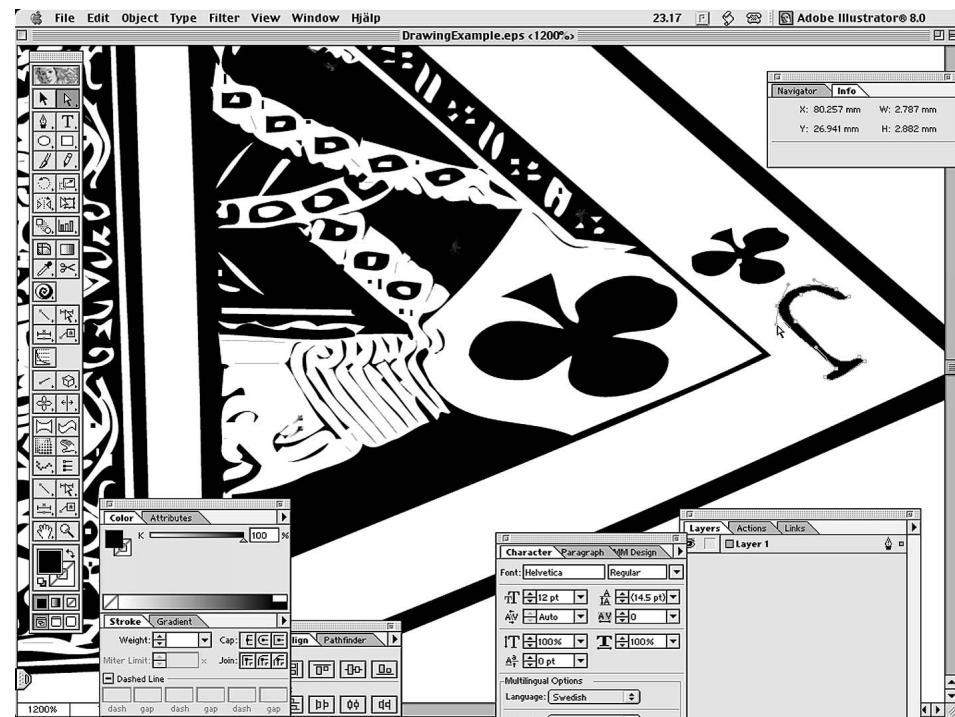 File Edit Object Type Filter View Window Hjälp 23.17 Adobe Illustrator® 8.0
DrawingExample.eps <1200%>
Navigator Info
X: 80.257 mm W: 2.787 mm
Y: 26.941 mm H: 2.882 mm
T
J
Color Attributes
K 100 %
Stroke Gradient
Weight: Cap:
Miter Limit: x Join:
Dashed Line
dash gap dash gap dash gap
lign Pathfinder
Character Paragraph MM Design
Font: Helvetica Regular
12 pt (14.5 pt)
Auto 0
100% 100%
0 pt
Multilingual Options
Language: Swedish
Layers Actions Links
Layer 1
1200%